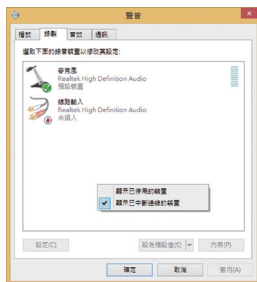 聲音
播放 錄製 音效 通訊
選取下面的錄音裝置以修改其設定:
麥克風
Realtek High Definition Audio
預設裝置
線路輸入
Realtek High Definition Audio
未插入
顯示已停用的裝置
顯示已中斷連線的裝置
設定(C) 設為預設值(S) 內容(P)
確定 取消 套用(A)